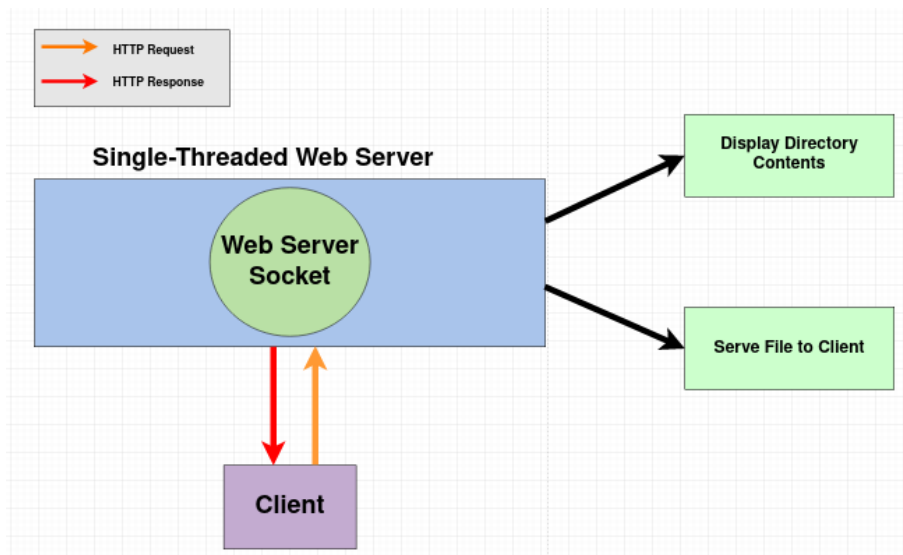 HTTP Request
HTTP Response
Single-Threaded Web Server
Web Server
Socket
Display Directory
Contents
Serve File to Client
Client